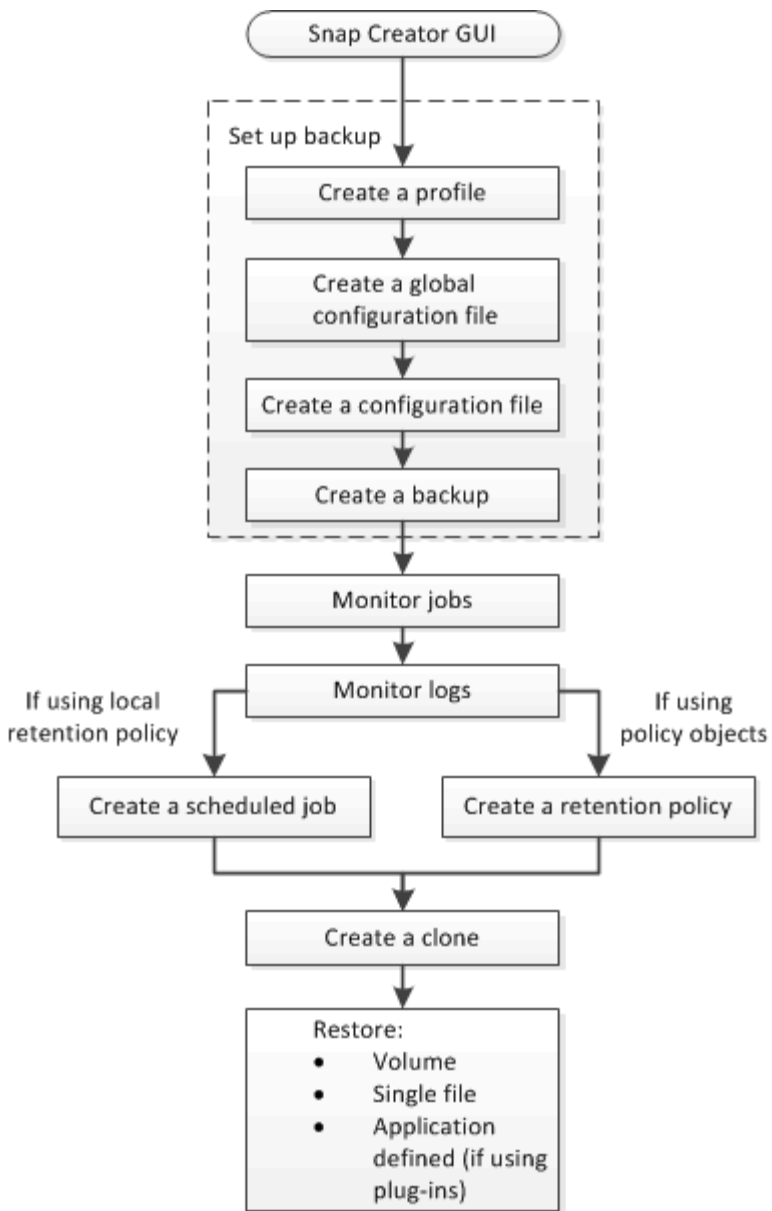 Snap Creator GUI
Set up backup
Create a profile
Create a global
configuration file
Create a configuration file
Create a backup
Monitor jobs
Monitor logs
If using local
retention policy
If using
policy objects
Create a scheduled job
Create a retention policy
Create a clone
Restore:
• Volume
• Single file
• Application
defined (if using
plug-ins)